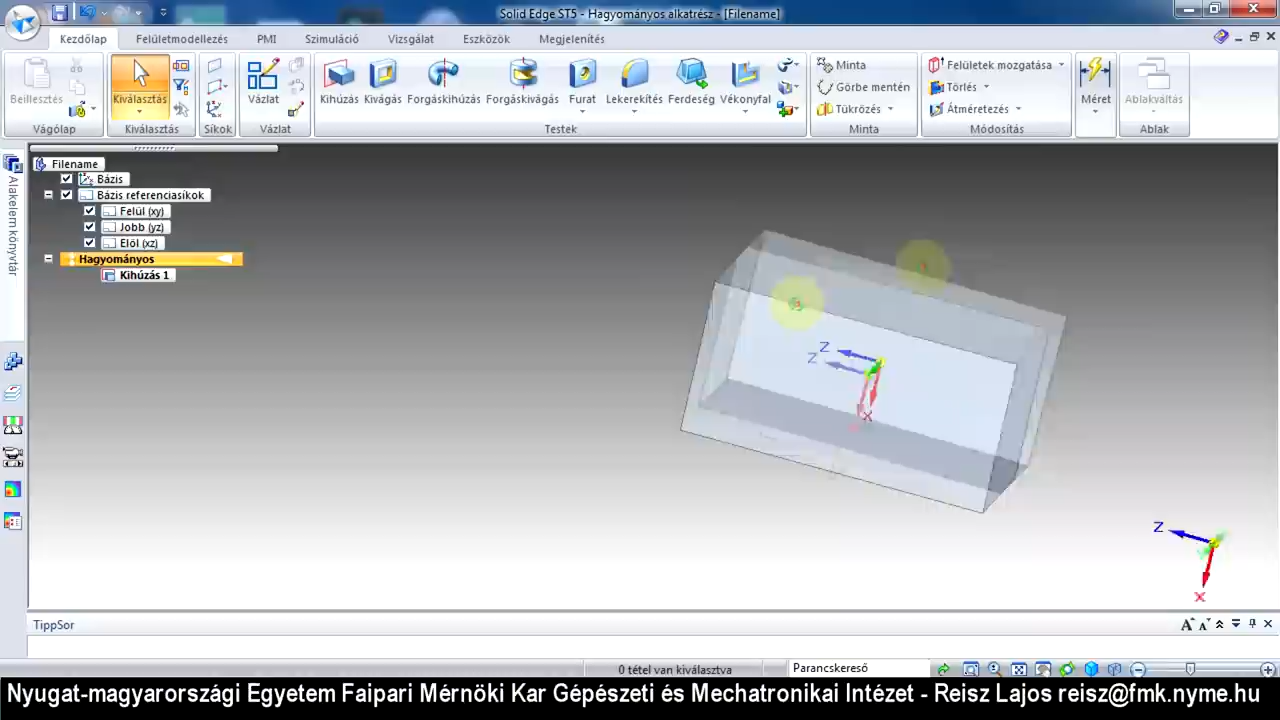 Solid Edge ST5 - Hagyományos alkatrész - [Filename]
Kezdőlap Felületmodellezés PMI Szimuláció Vizsgálat Eszközök Megjelenítés
Beillesztés
Vágólap
Kiválasztás
Kiválasztás
Síkok
Vázlat
Vázlat
Kihúzás Kivágás Forgáskihúzás Forgáskivágás Furat Lekerekítés Ferdeség Vékonyfal
Testek
Minta
Görbe mentén
Tükrözés
Minta
Felületek mozgatása
Törlés
Átméretezés
Módosítás
Méret
Ablakváltás
Ablak
Alakelem könyvtár
Filename
Bázis
Bázis referenciasíkok
Felül (xy)
Jobb (yz)
Elöl (xz)
Hagyományos
Kihúzás 1
Z
Z
X
Z
X
TippSor
0 tétel van kiválasztva
Parancskereső
Nyugat-magyarországi Egyetem Faipari Mérnöki Kar Gépészeti és Mechatronikai Intézet - Reisz Lajos reisz@fmk.nyme.hu